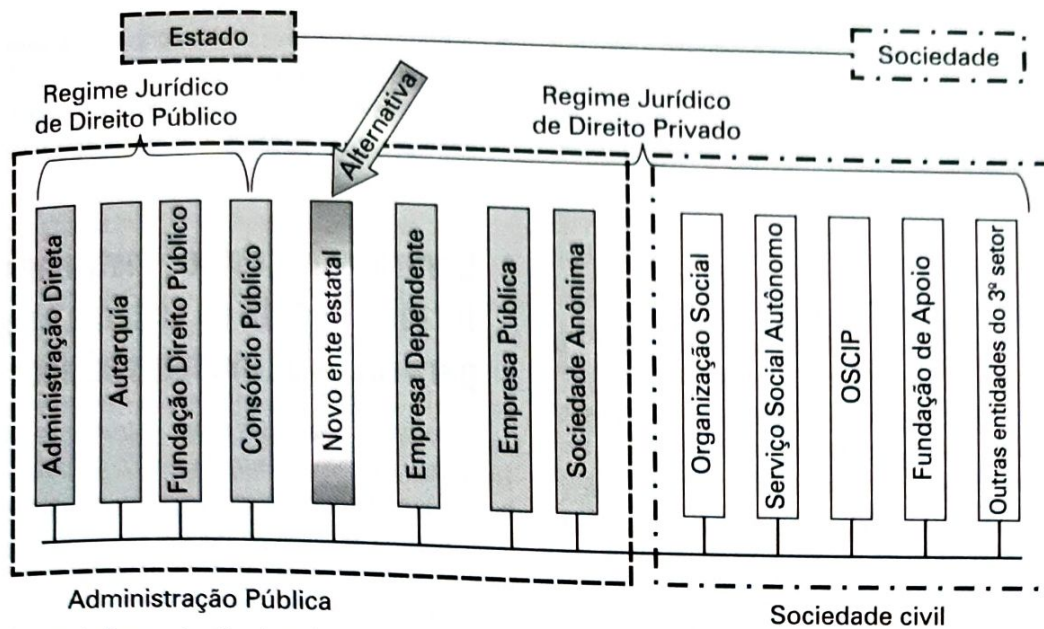 Estado
Sociedade
Regime Jurídico
de Direito Público
Alternativa
Regime Jurídico
de Direito Privado
Administração Direta
Autarquia
Fundação Direito Público
Consórcio Público
Novo ente estatal
Empresa Dependente
Empresa Pública
Sociedade Anônima
Organização Social
Serviço Social Autônomo
OSCIP
Fundação de Apoio
Outras entidades do 3º setor
Administração Pública
Sociedade civil